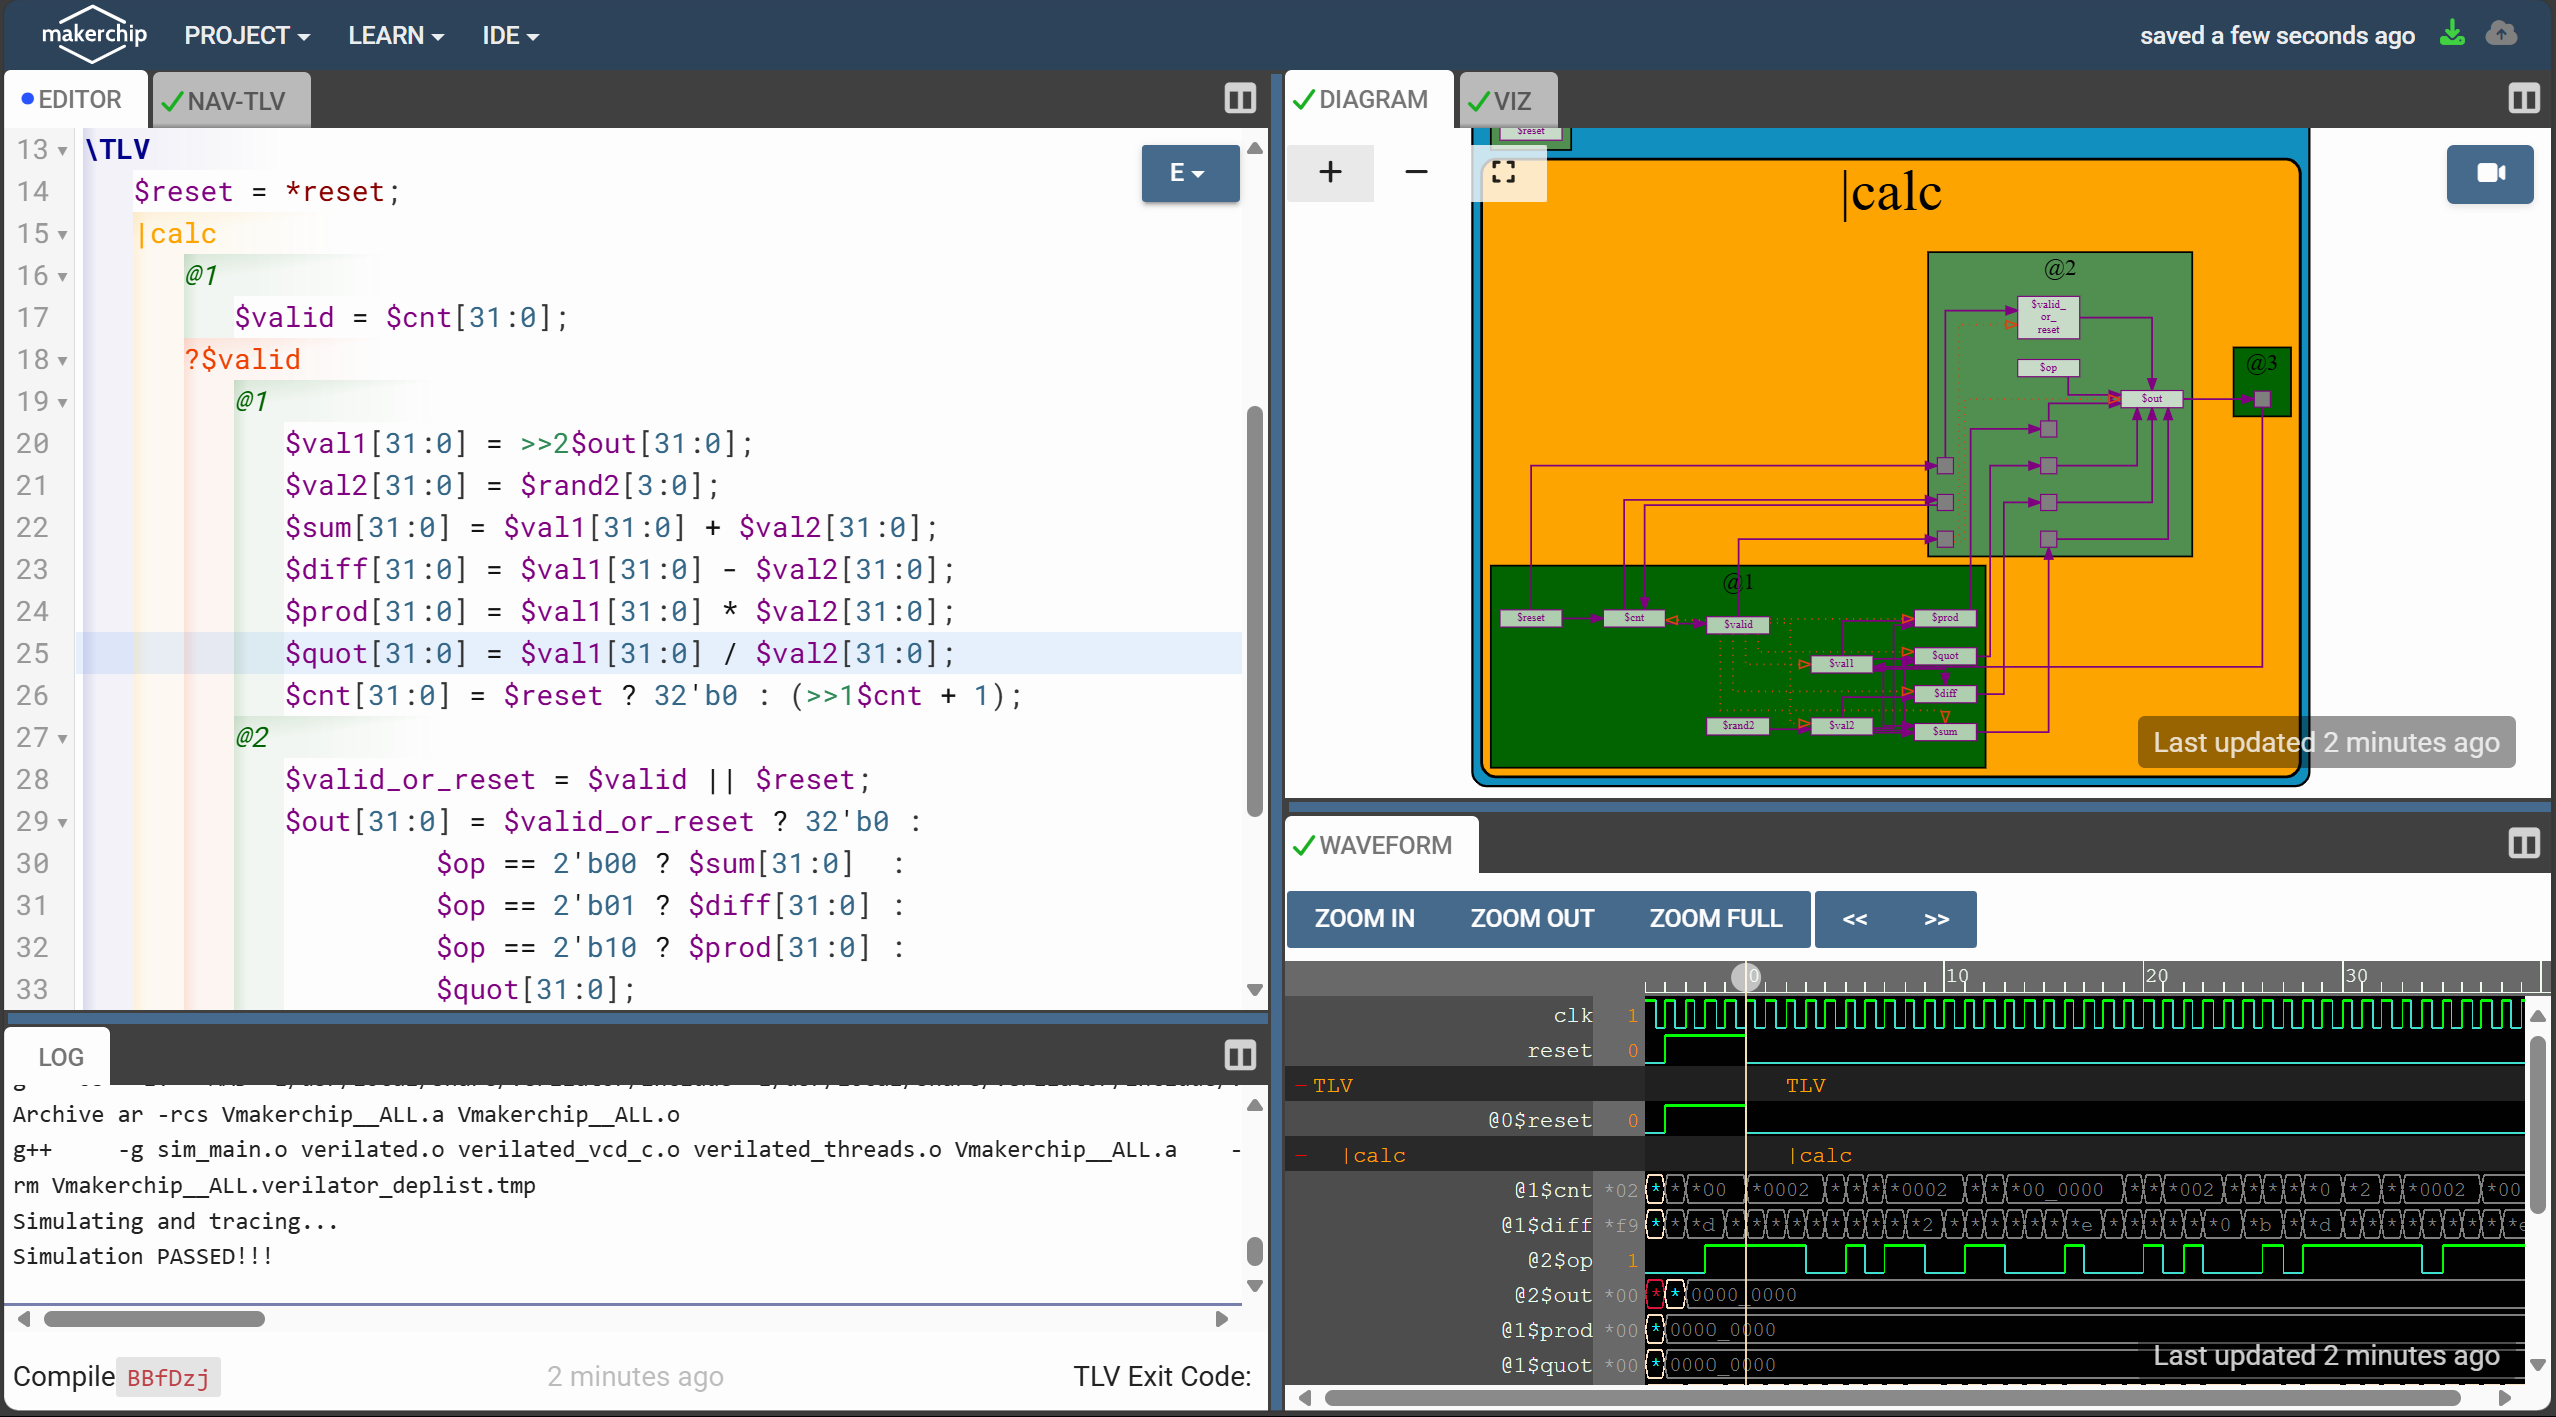 makerchip PROJECT LEARN IDE saved a few seconds ago
EDITOR NAV-TLV
13 \TLV
E
14 $reset = *reset;
15 |calc
16 @1
17 $valid = $cnt[31:0];
18 ?$valid
19 @1
20 $val1[31:0] = >>2$out[31:0];
21 $val2[31:0] = $rand2[3:0];
22 $sum[31:0] = $val1[31:0] + $val2[31:0];
23 $diff[31:0] = $val1[31:0] - $val2[31:0];
24 $prod[31:0] = $val1[31:0] * $val2[31:0];
25 $quot[31:0] = $val1[31:0] / $val2[31:0];
26 $cnt[31:0] = $reset ? 32'b0 : (>>1$cnt + 1);
27 @2
28 $valid_or_reset = $valid || $reset;
29 $out[31:0] = $valid_or_reset ? 32'b0 :
30 $op == 2'b00 ? $sum[31:0] :
31 $op == 2'b01 ? $diff[31:0] :
32 $op == 2'b10 ? $prod[31:0] :
33 $quot[31:0];
LOG
Archive ar -rcs Vmakerchip__ALL.a Vmakerchip__ALL.o
g++ -g sim_main.o verilated.o verilated_vcd_c.o verilated_threads.o Vmakerchip__ALL.a -
rm Vmakerchip__ALL.verilator_deplist.tmp
Simulating and tracing...
Simulation PASSED!!!
Compile BBfDzj 2 minutes ago TLV Exit Code:
DIAGRAM VIZ
$reset
+ −
|calc
@2
$valid_
or_
reset
$op
@3
$out
@1
$reset $cnt $valid $prod
$val1 $quot
$diff
$rand2 $val2 $sum
Last updated 2 minutes ago
WAVEFORM
ZOOM IN ZOOM OUT ZOOM FULL << >>
0 10 20 30
clk 1
reset 0
TLV TLV
@0$reset 0
|calc |calc
@1$cnt *02 * * *00 *0002 * * * *0002 * * *00_0000 * * *002 * * * * *0 *2 * *0002 *00
@1$diff *f9 * * *d * * * * * * * * * *2 * * * * * * *e * * * * * *0 *b * *d * * * * * * * *
@2$op 1
@2$out *00 * * 0000_0000
@1$prod *00 * 0000_0000
@1$quot *00 * 0000_0000
Last updated 2 minutes ago